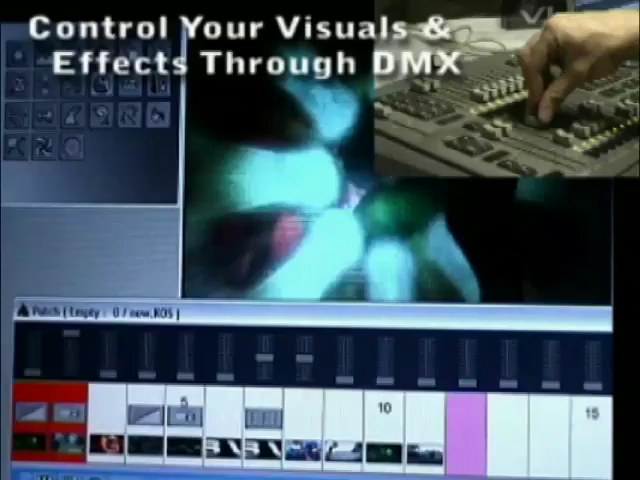 Control Your Visuals &
Effects Through DMX
Patch [ Empty : 0 / new.KOS ]
5
10
15